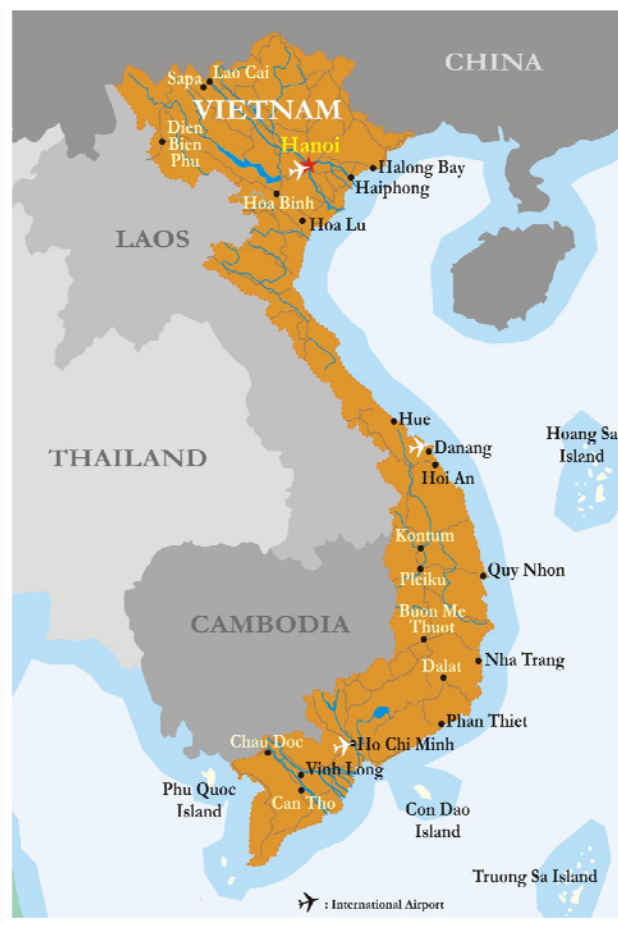 CHINA
Lao Cai
Sapa
VIETNAM
Dien
Bien
Phu
Hanoi
Halong Bay
Haiphong
Hoa Binh
Hoa Lu
LAOS
Hue
Hoang Sa
Island
Danang
THAILAND
Hoi An
Kontum
Pleiku
Quy Nhon
Buon Me
Thuot
CAMBODIA
Nha Trang
Dalat
Phan Thiet
Chau Doc
Ho Chi Minh
Vinh Long
Phu Quoc
Island
Can Tho
Con Dao
Island
Truong Sa Island
: International Airport